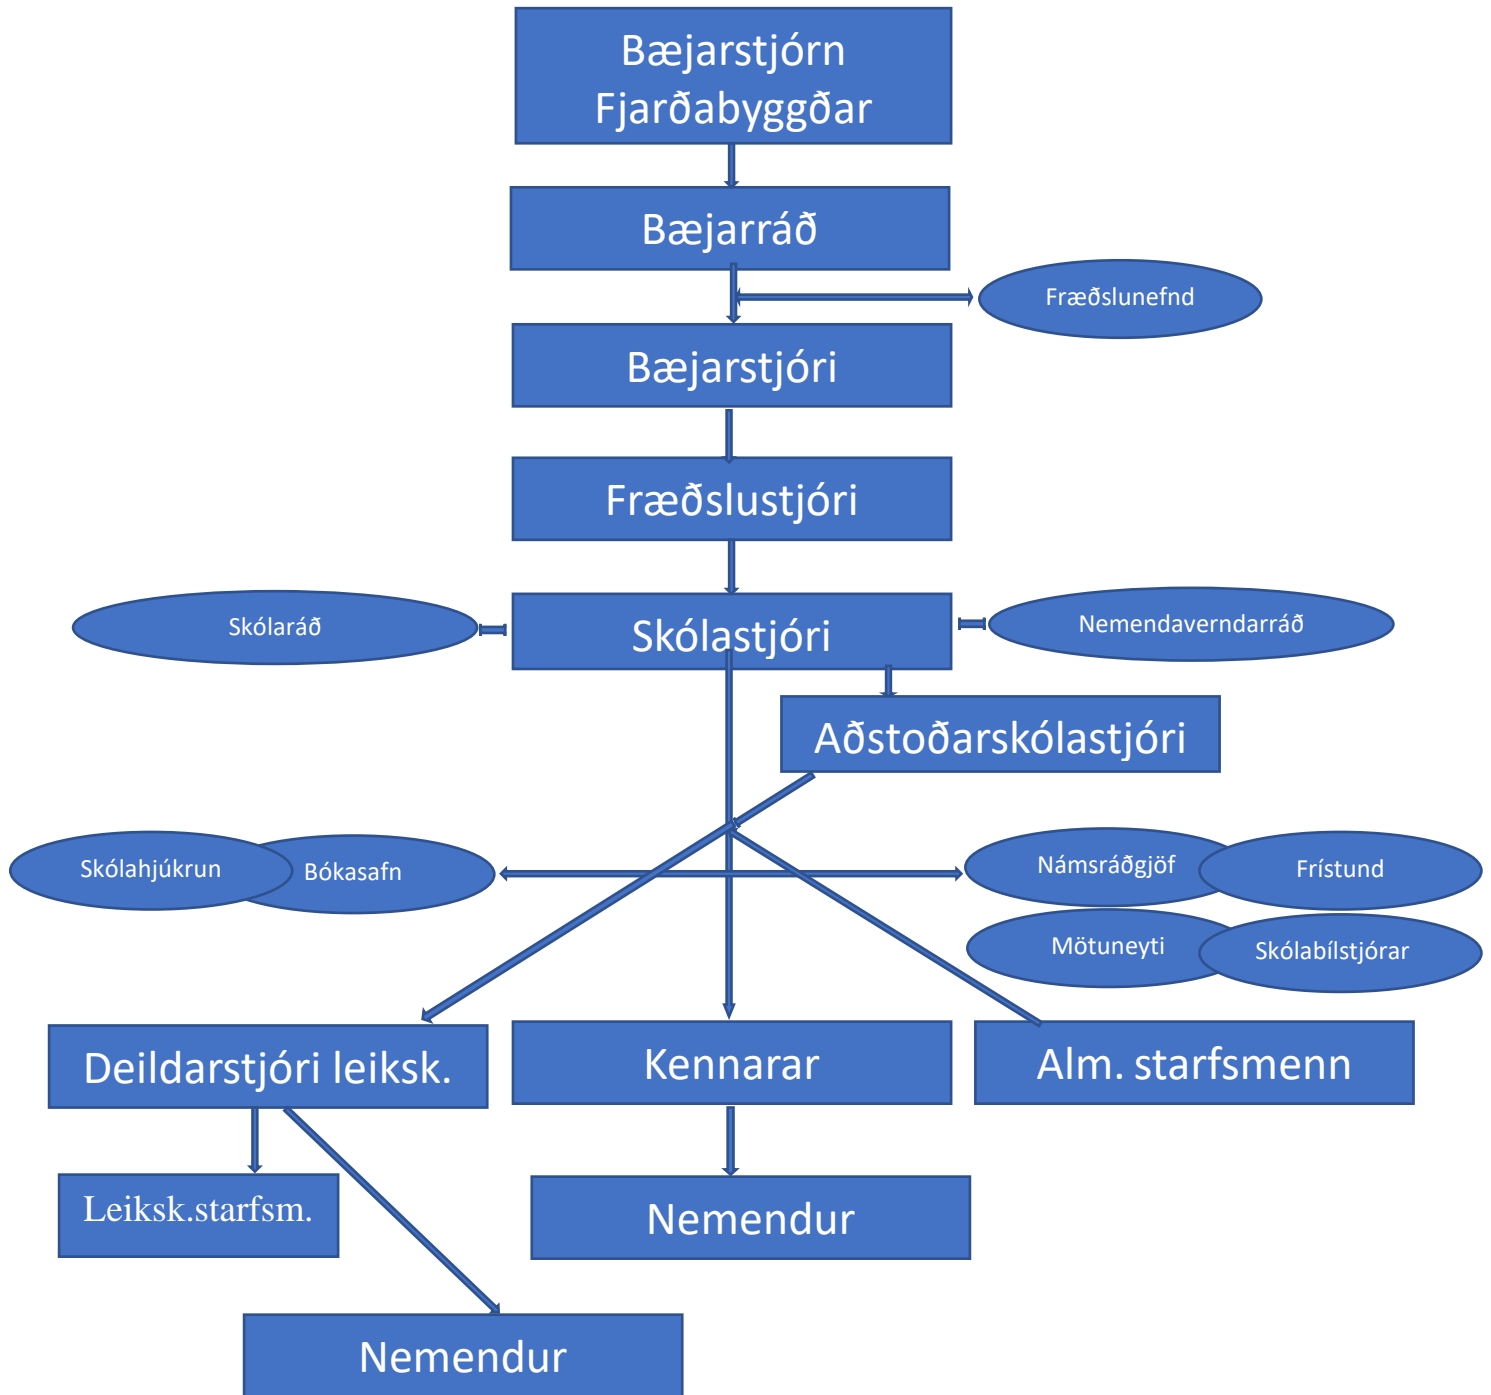 Bæjarstjórn
Fjarðabyggðar
Bæjarráð
Fræðslunefnd
Bæjarstjóri
Fræðslustjóri
Skólaráð
Skólastjóri
Nemendaverndarráð
Aðstoðarskólastjóri
Skólahjúkrun
Bókasafn
Námsráðgjöf
Frístund
Mötuneyti
Skólabílstjórar
Deildarstjóri leiksk.
Kennarar
Alm. starfsmenn
Leiksk.starfsm.
Nemendur
Nemendur